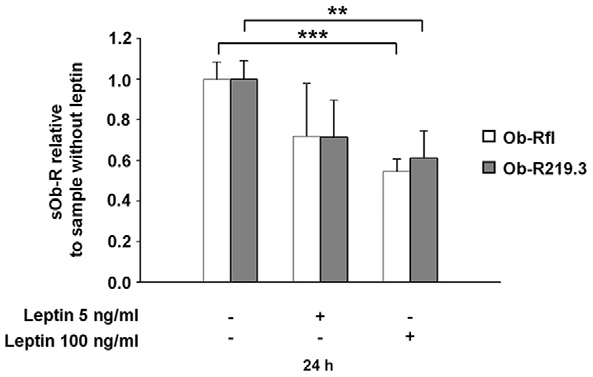 **
***
1.2
1.0
0.8
0.6
0.4
0.2
0.0
sOb-R relative
to sample without leptin
Ob-Rfl
Ob-R219.3
Leptin 5 ng/ml - + -
Leptin 100 ng/ml - - +
24 h